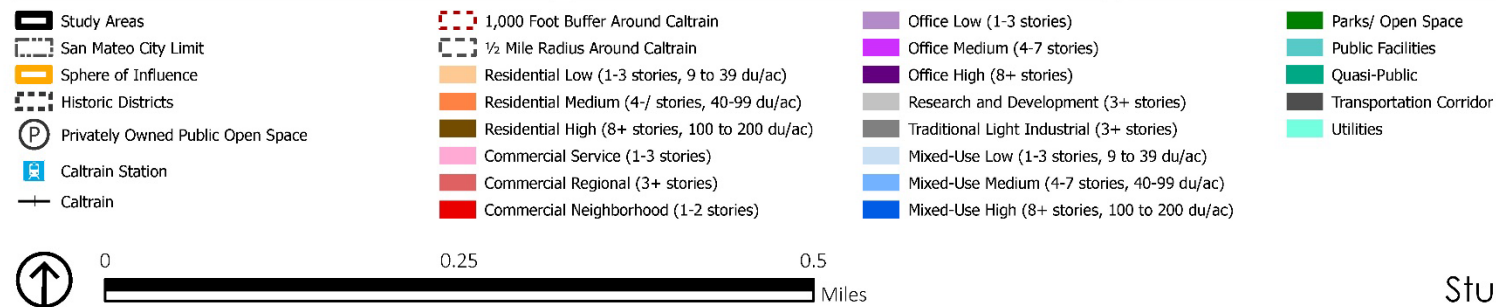 Study Areas
San Mateo City Limit
Sphere of Influence
Historic Districts
P Privately Owned Public Open Space
Caltrain Station
Caltrain
1,000 Foot Buffer Around Caltrain
½ Mile Radius Around Caltrain
Residential Low (1-3 stories, 9 to 39 du/ac)
Residential Medium (4-/ stories, 40-99 du/ac)
Residential High (8+ stories, 100 to 200 du/ac)
Commercial Service (1-3 stories)
Commercial Regional (3+ stories)
Commercial Neighborhood (1-2 stories)
Office Low (1-3 stories)
Office Medium (4-7 stories)
Office High (8+ stories)
Research and Development (3+ stories)
Traditional Light Industrial (3+ stories)
Mixed-Use Low (1-3 stories, 9 to 39 du/ac)
Mixed-Use Medium (4-7 stories, 40-99 du/ac)
Mixed-Use High (8+ stories, 100 to 200 du/ac)
Parks/ Open Space
Public Facilities
Quasi-Public
Transportation Corridor
Utilities
0 0.25 0.5
Miles
Stu